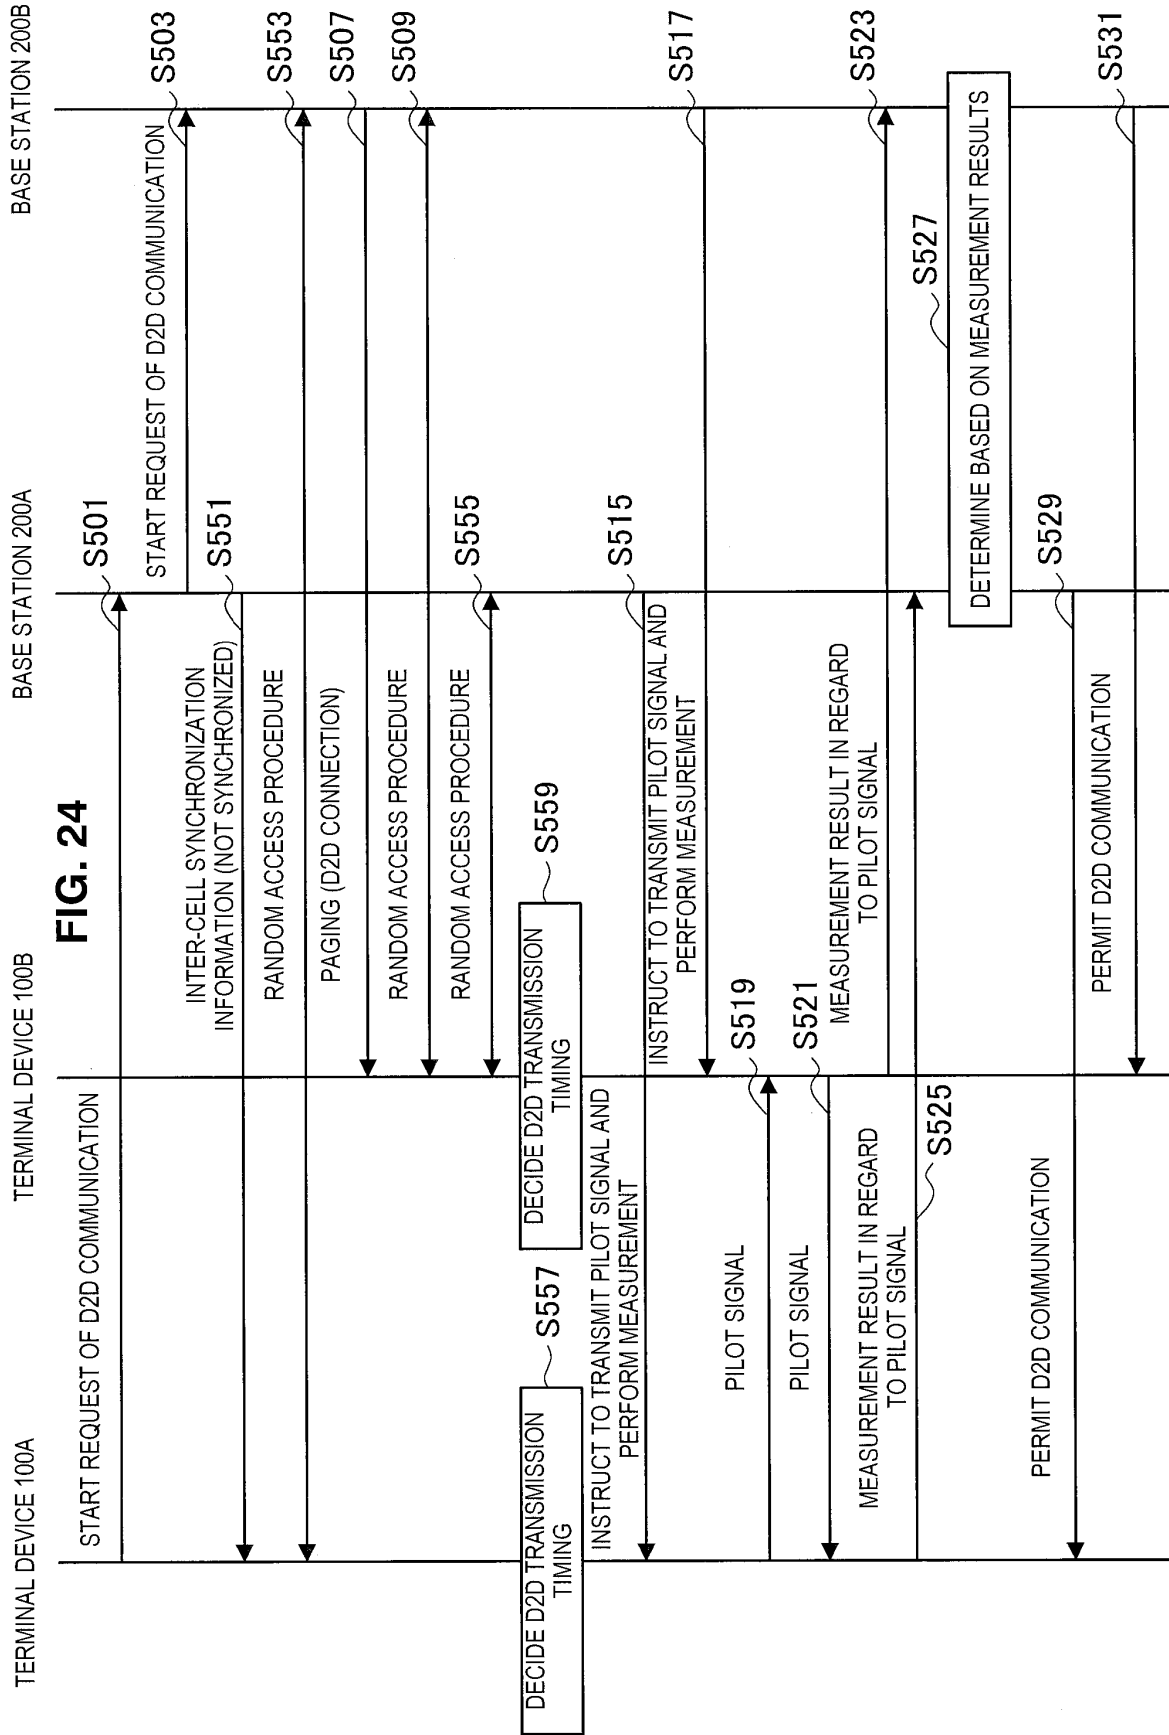 FIG. 24
TERMINAL DEVICE 100A
TERMINAL DEVICE 100B
BASE STATION 200A
BASE STATION 200B
START REQUEST OF D2D COMMUNICATION
S501
START REQUEST OF D2D COMMUNICATION
S503
INTER-CELL SYNCHRONIZATION
INFORMATION (NOT SYNCHRONIZED)
S551
RANDOM ACCESS PROCEDURE
S553
PAGING (D2D CONNECTION)
S507
RANDOM ACCESS PROCEDURE
S509
RANDOM ACCESS PROCEDURE
S555
DECIDE D2D TRANSMISSION
TIMING
S557
DECIDE D2D TRANSMISSION
TIMING
S559
INSTRUCT TO TRANSMIT PILOT SIGNAL AND
PERFORM MEASUREMENT
S515
INSTRUCT TO TRANSMIT PILOT SIGNAL AND
PERFORM MEASUREMENT
S517
PILOT SIGNAL
S519
PILOT SIGNAL
S521
MEASUREMENT RESULT IN REGARD
TO PILOT SIGNAL
S523
MEASUREMENT RESULT IN REGARD
TO PILOT SIGNAL
S525
S527
DETERMINE BASED ON MEASUREMENT RESULTS
PERMIT D2D COMMUNICATION
S529
PERMIT D2D COMMUNICATION
S531